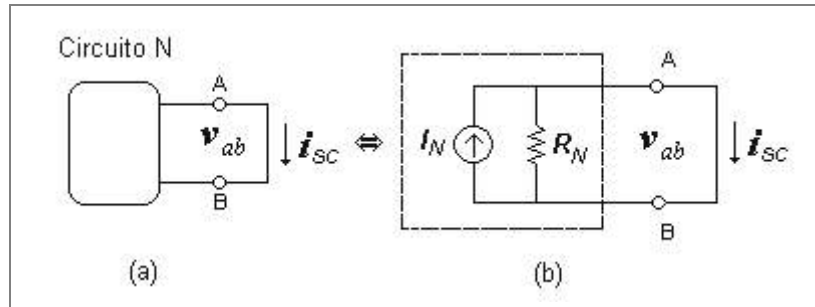 Circuito N
A
v_ab
i_SC
B
(a)
⇔
I_N
R_N
A
v_ab
i_SC
B
(b)